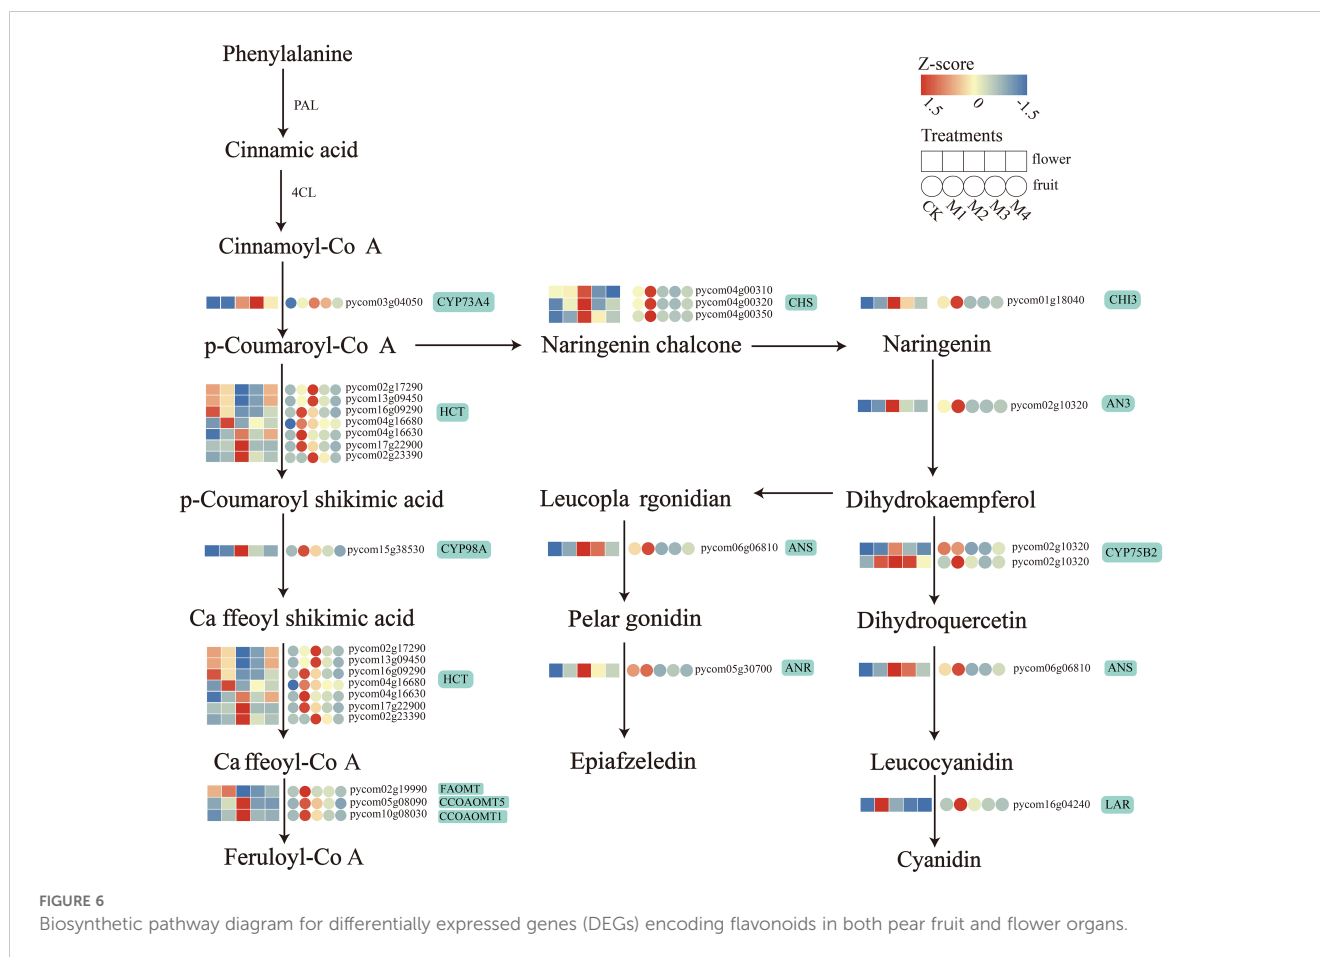 Phenylalanine
PAL
Cinnamic acid
4CL
Cinnamoyl-Co A
pycom03g04050 CYP73A4
p-Coumaroyl-Co A
pycom02g17290
pycom13g09450
pycom16g09290
pycom04g16680
pycom04g16630
pycom17g22900
pycom02g23390
HCT
p-Coumaroyl shikimic acid
pycom15g38530 CYP98A
Ca ffeoyl shikimic acid
pycom02g17290
pycom13g09450
pycom16g09290
pycom04g16680
pycom04g16630
pycom17g22900
pycom02g23390
HCT
Ca ffeoyl-Co A
pycom02g19990 FAOMT
pycom05g08090 CCOAOMT5
pycom10g08030 CCOAOMT1
Feruloyl-Co A
pycom04g00310
pycom04g00320
pycom04g00350
CHS
Naringenin chalcone
Leucopla rgonidian
pycom06g06810 ANS
Pelar gonidin
pycom05g30700 ANR
Epiafzeledin
Z-score
1.5 0 -1.5
Treatments
flower
fruit
CK M1 M2 M3 M4
pycom01g18040 CHI3
Naringenin
pycom02g10320 AN3
Dihydrokaempferol
pycom02g10320
pycom02g10320
CYP75B2
Dihydroquercetin
pycom06g06810 ANS
Leucocyanidin
pycom16g04240 LAR
Cyanidin
FIGURE 6
Biosynthetic pathway diagram for differentially expressed genes (DEGs) encoding flavonoids in both pear fruit and flower organs.